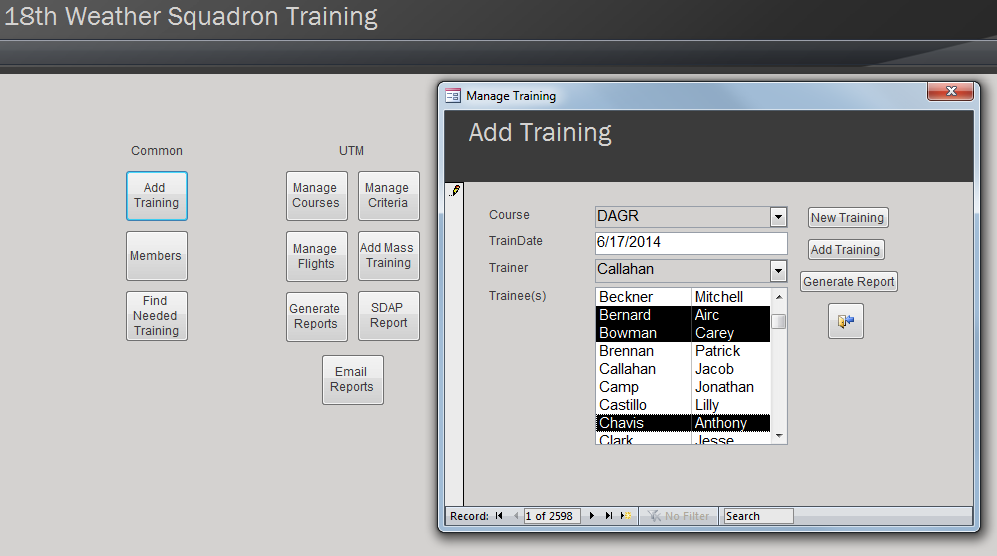 18th Weather Squadron Training
Common
UTM
Add Training
Members
Find Needed Training
Manage Courses
Manage Criteria
Manage Flights
Add Mass Training
Generate Reports
SDAP Report
Email Reports
Manage Training
Add Training
Course DAGR New Training
TrainDate 6/17/2014 Add Training
Trainer Callahan Generate Report
Trainee(s)
Beckner Mitchell
Bernard Airc
Bowman Carey
Brennan Patrick
Callahan Jacob
Camp Jonathan
Castillo Lilly
Chavis Anthony
Clark Jesse
Record: 1 of 2598 No Filter Search